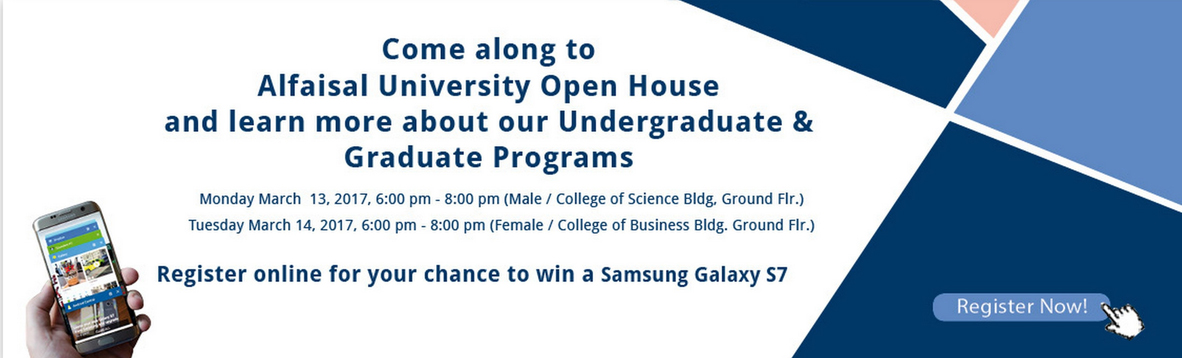 Come along to
Alfaisal University Open House
and learn more about our Undergraduate &
Graduate Programs
Monday March 13, 2017, 6:00 pm - 8:00 pm (Male / College of Science Bldg, Ground Flr.)
Tuesday March 14, 2017, 6:00 pm - 8:00 pm (Female / College of Business Bldg. Ground Flr.)
Register online for your chance to win a Samsung Galaxy S7
Register Now!